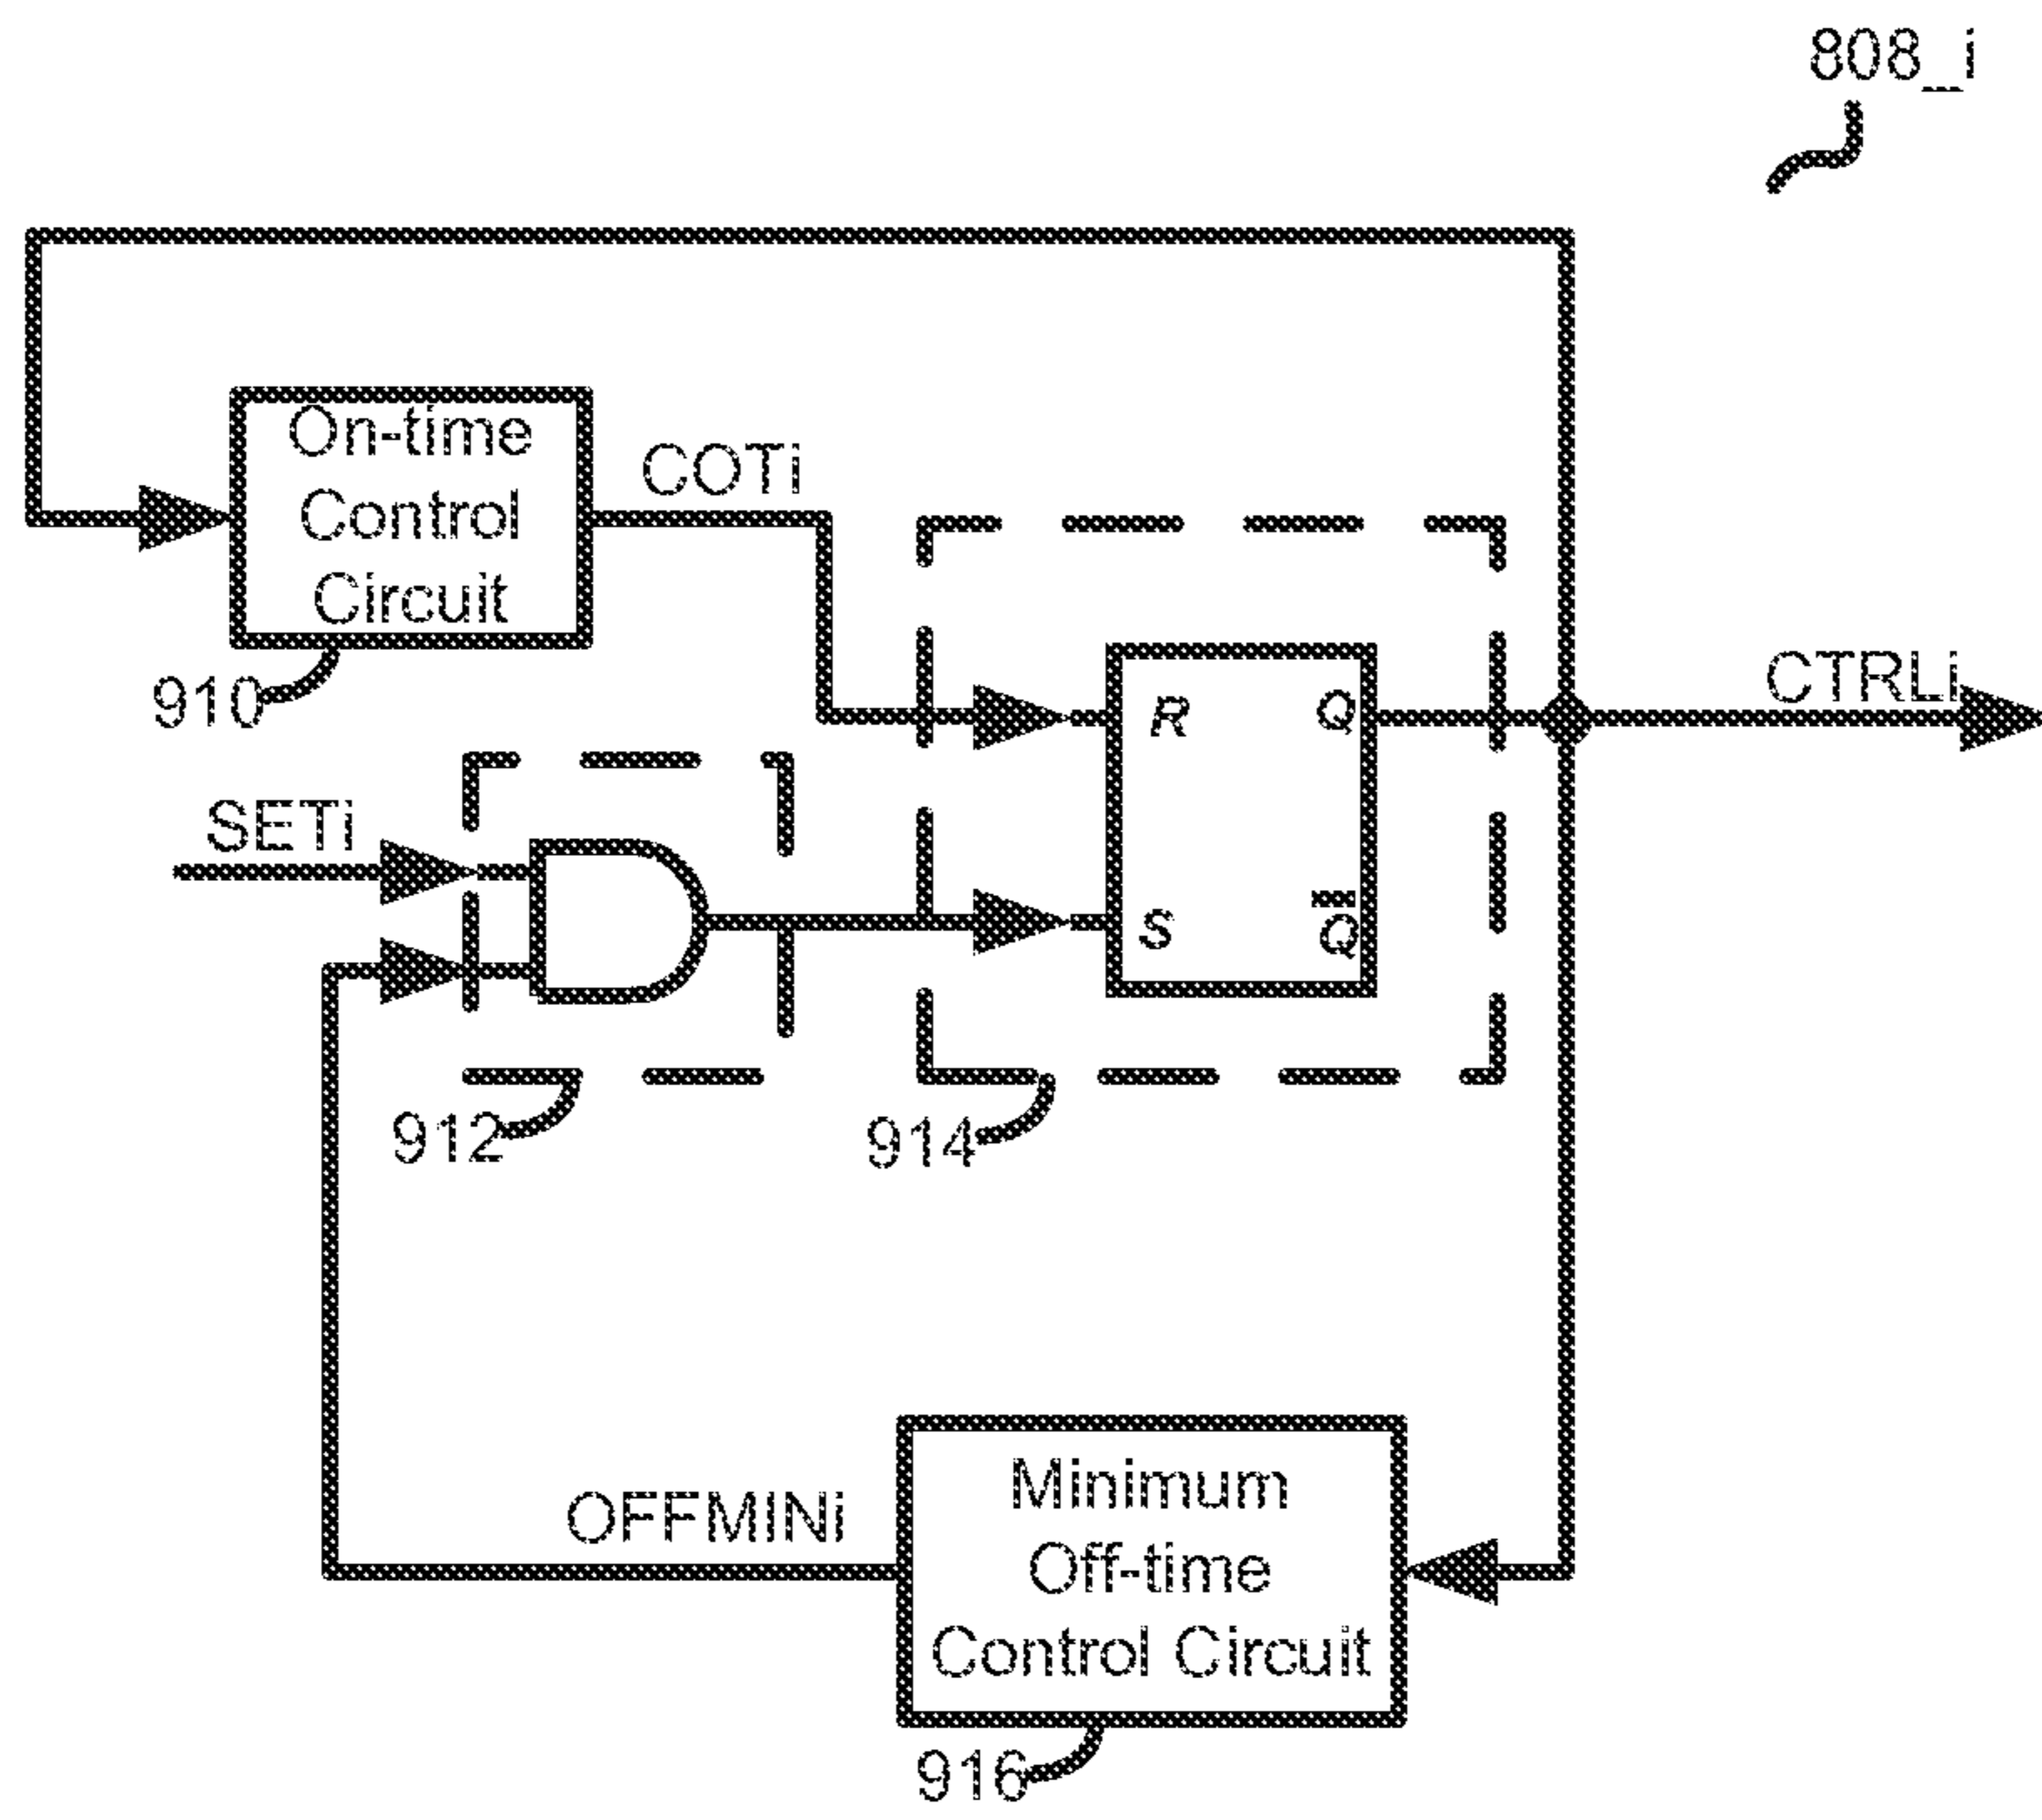 808_i
On-time
Control
Circuit
COTi
910
R
Q
CTRLi
SETi
S
Q
912
914
OFFMINi
Minimum
Off-time
Control Circuit
916